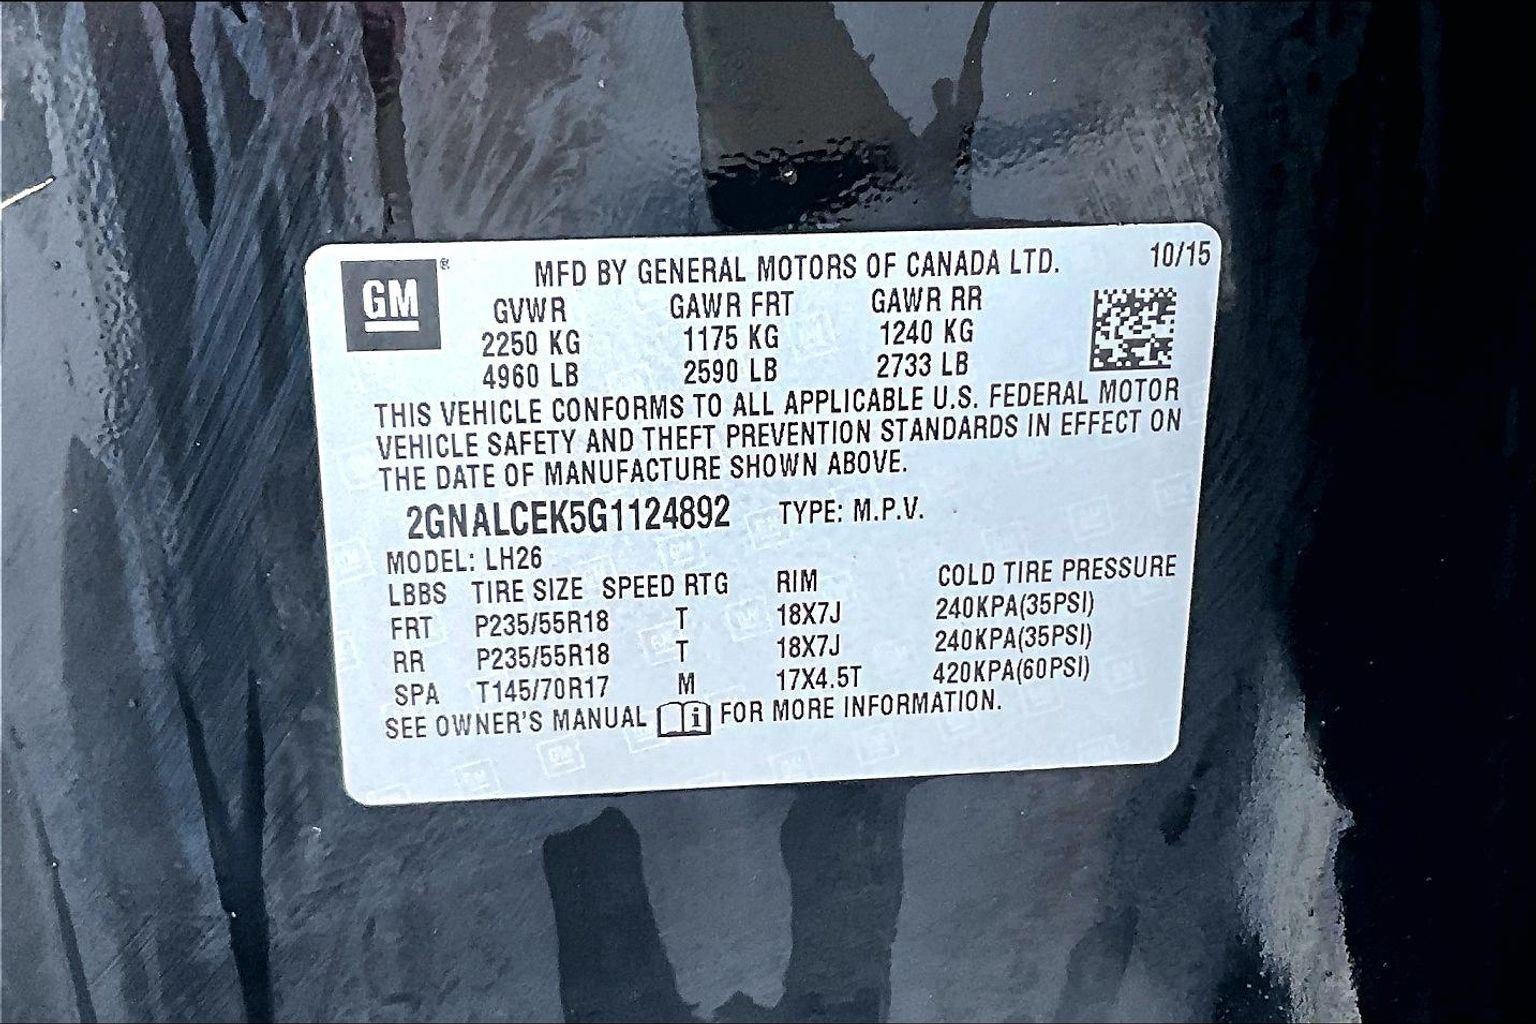 GM ®
MFD BY GENERAL MOTORS OF CANADA LTD. 10/15
GVWR GAWR FRT GAWR RR
2250 KG 1175 KG 1240 KG
4960 LB 2590 LB 2733 LB
THIS VEHICLE CONFORMS TO ALL APPLICABLE U.S. FEDERAL MOTOR
VEHICLE SAFETY AND THEFT PREVENTION STANDARDS IN EFFECT ON
THE DATE OF MANUFACTURE SHOWN ABOVE.
2GNALCEK5G1124892 TYPE: M.P.V.
MODEL: LH26
LBBS TIRE SIZE SPEED RTG RIM COLD TIRE PRESSURE
FRT P235/55R18 T 18X7J 240KPA(35PSI)
RR P235/55R18 T 18X7J 240KPA(35PSI)
SPA T145/70R17 M 17X4.5T 420KPA(60PSI)
SEE OWNER'S MANUAL i FOR MORE INFORMATION.